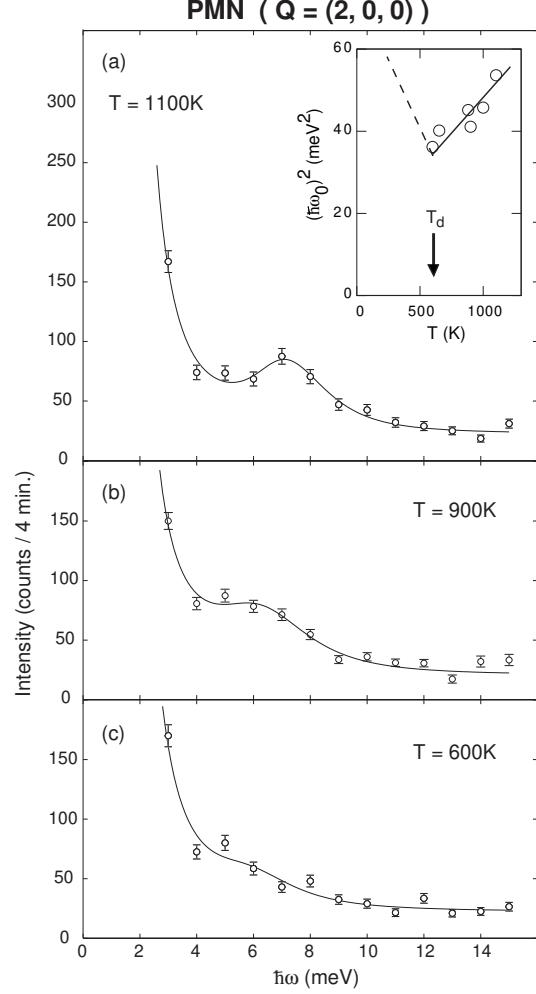 PMN ( Q = (2, 0, 0) )
(a)
T = 1100K
300
250
200
150
100
50
0
60
40
20
0
(ħω₀)² (meV²)
T_d
0
500
1000
T (K)
(b)
T = 900K
150
100
50
0
Intensity (counts / 4 min.)
(c)
T = 600K
150
100
50
0
0 2 4 6 8 10 12 14
ħω (meV)